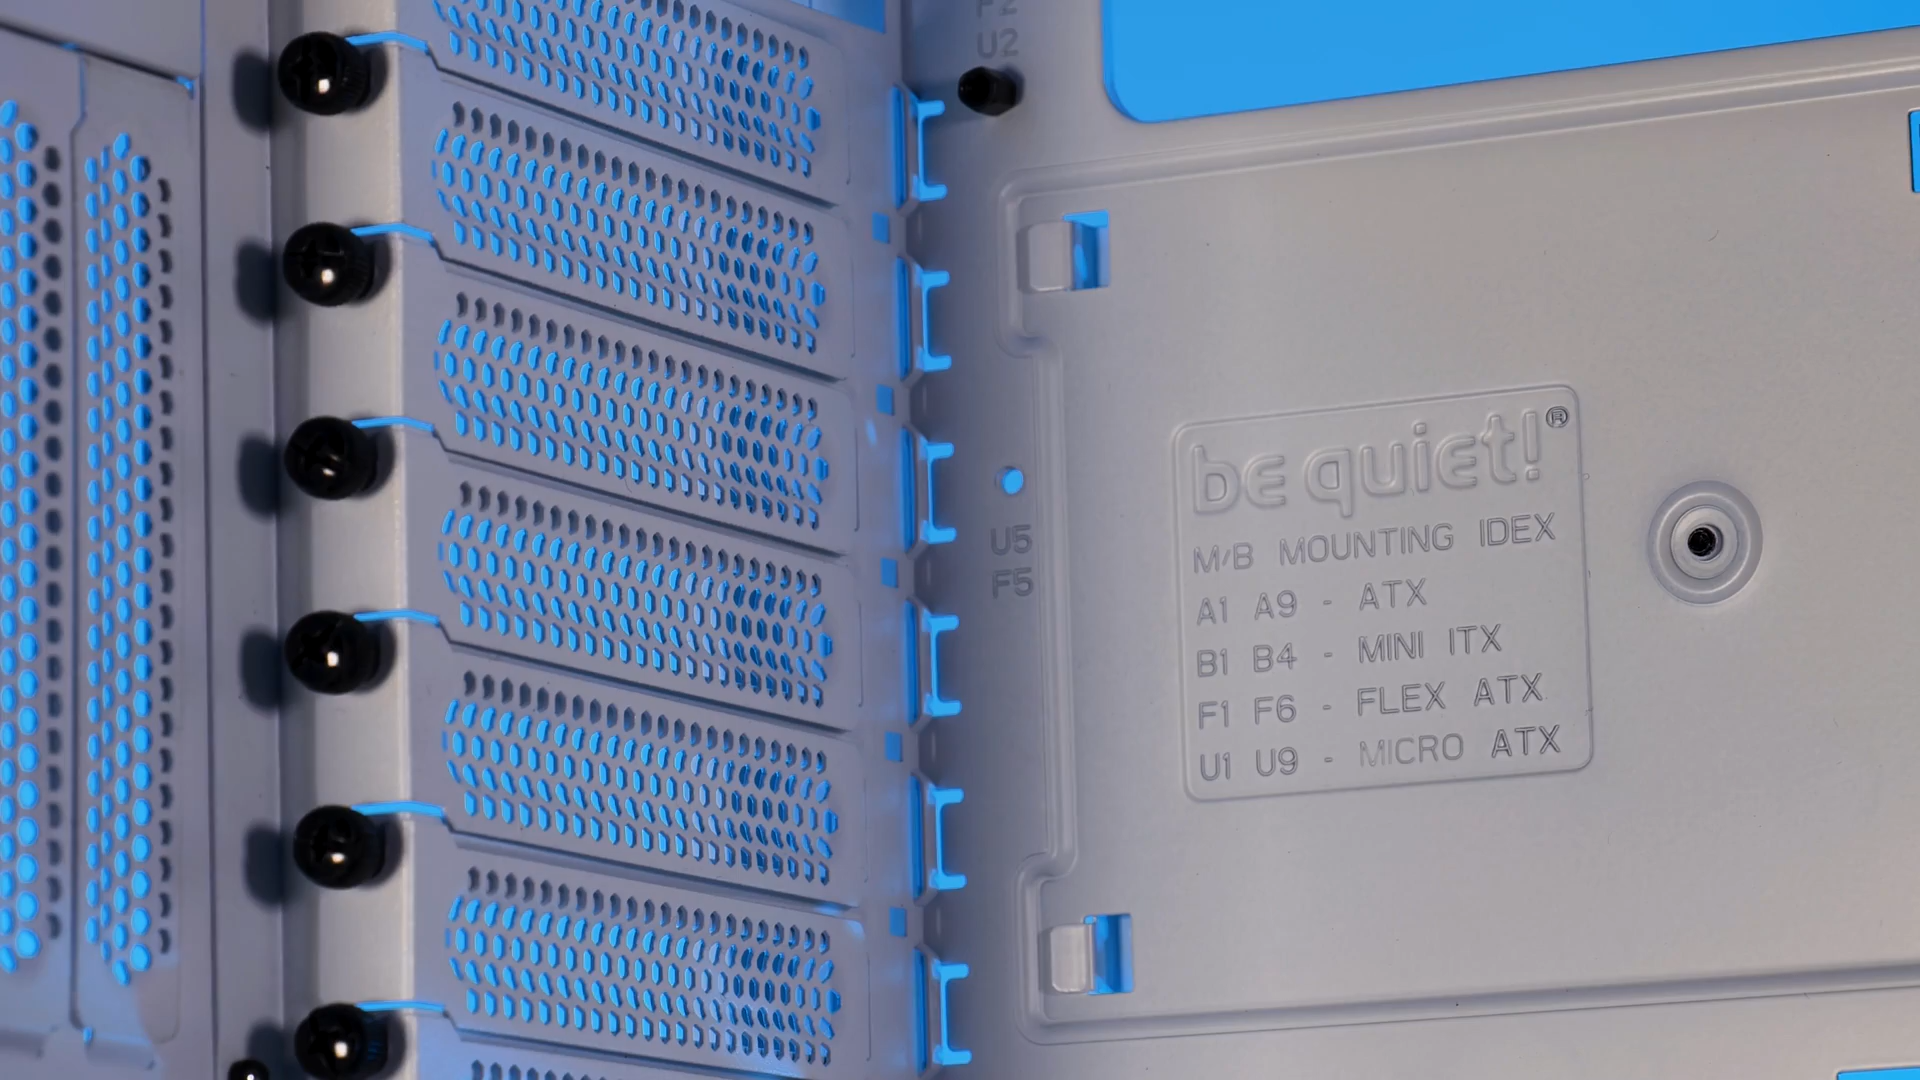 U2
U5
F5
be quiet!®
M/B MOUNTING IDEX
A1 A9 - ATX
B1 B4 - MINI ITX
F1 F6 - FLEX ATX
U1 U9 - MICRO ATX